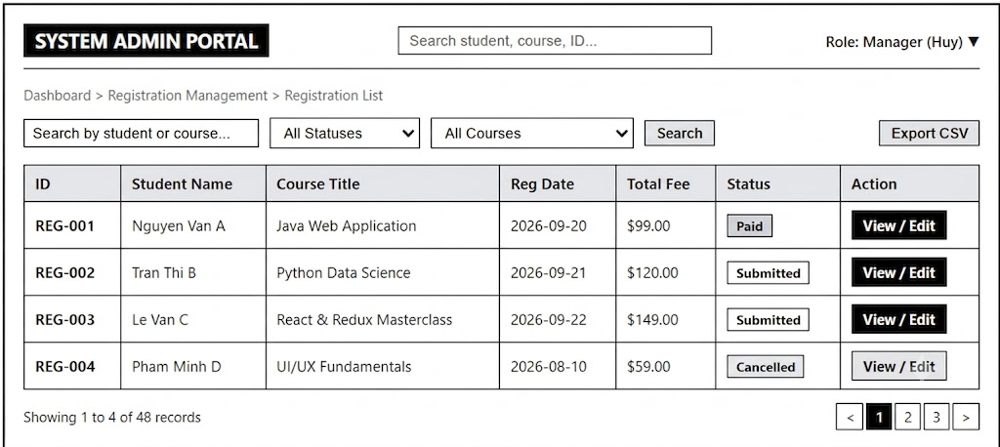 SYSTEM ADMIN PORTAL
Search student, course, ID...
Role: Manager (Huy) ▼
Dashboard > Registration Management > Registration List
Search by student or course...
All Statuses
All Courses
Search
Export CSV
ID Student Name Course Title Reg Date Total Fee Status Action
REG-001 Nguyen Van A Java Web Application 2026-09-20 $99.00 Paid View / Edit
REG-002 Tran Thi B Python Data Science 2026-09-21 $120.00 Submitted View / Edit
REG-003 Le Van C React & Redux Masterclass 2026-09-22 $149.00 Submitted View / Edit
REG-004 Pham Minh D UI/UX Fundamentals 2026-08-10 $59.00 Cancelled View / Edit
Showing 1 to 4 of 48 records
< 1 2 3 >